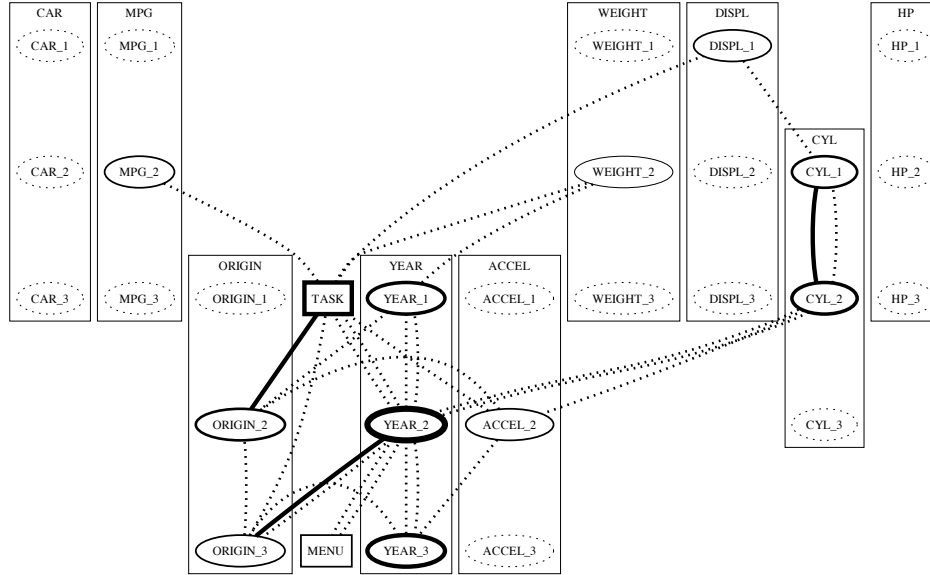 CAR MPG WEIGHT DISPL HP
CAR_1 MPG_1 WEIGHT_1 DISPL_1 HP_1
CYL
CAR_2 MPG_2 WEIGHT_2 DISPL_2 CYL_1 HP_2
ORIGIN YEAR ACCEL
CAR_3 MPG_3 ORIGIN_1 TASK YEAR_1 ACCEL_1 WEIGHT_3 DISPL_3 CYL_2 HP_3
ORIGIN_2 YEAR_2 ACCEL_2 CYL_3
ORIGIN_3 MENU YEAR_3 ACCEL_3